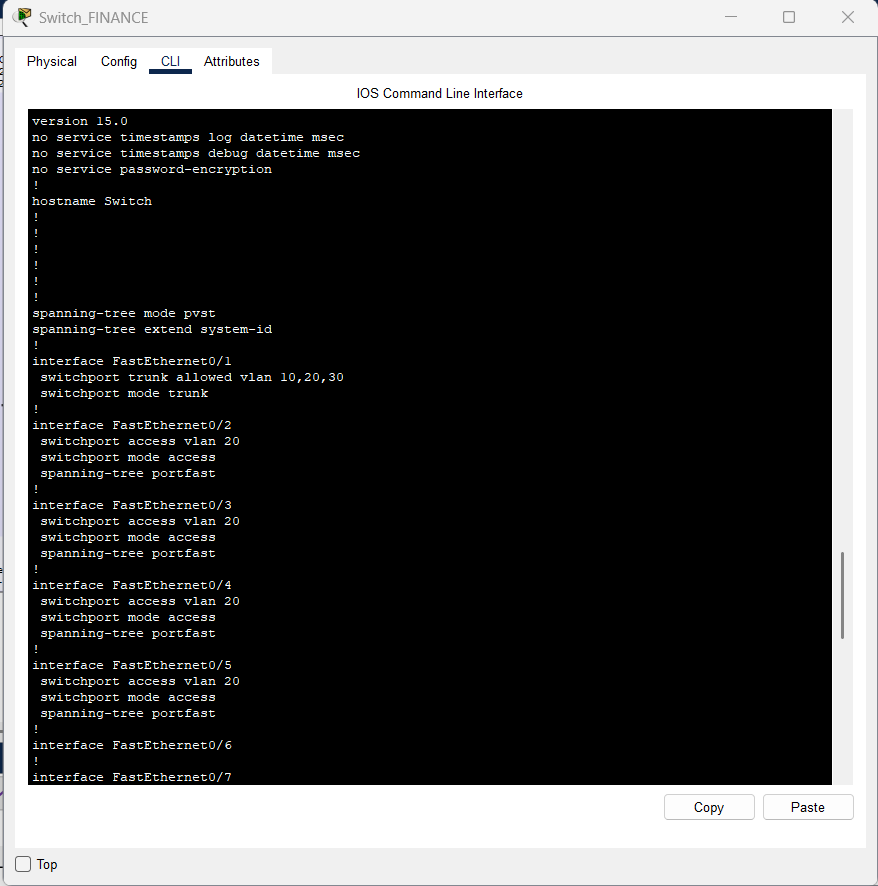 Switch_FINANCE
Physical Config CLI Attributes
IOS Command Line Interface
version 15.0
no service timestamps log datetime msec
no service timestamps debug datetime msec
no service password-encryption
!
hostname Switch
!
!
!
!
!
!
spanning-tree mode pvst
spanning-tree extend system-id
!
interface FastEthernet0/1
 switchport trunk allowed vlan 10,20,30
 switchport mode trunk
!
interface FastEthernet0/2
 switchport access vlan 20
 switchport mode access
 spanning-tree portfast
!
interface FastEthernet0/3
 switchport access vlan 20
 switchport mode access
 spanning-tree portfast
!
interface FastEthernet0/4
 switchport access vlan 20
 switchport mode access
 spanning-tree portfast
!
interface FastEthernet0/5
 switchport access vlan 20
 switchport mode access
 spanning-tree portfast
!
interface FastEthernet0/6
!
interface FastEthernet0/7
Copy Paste
Top